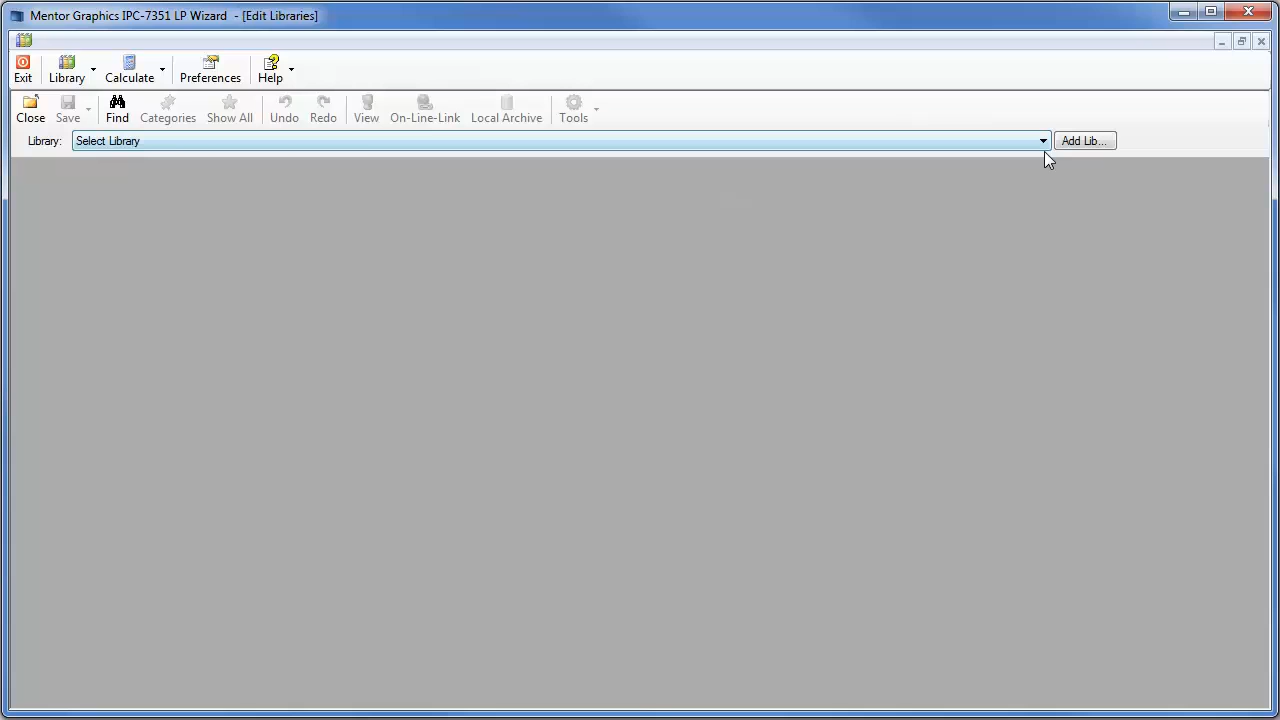 Mentor Graphics IPC-7351 LP Wizard - [Edit Libraries]
Exit Library Calculate Preferences Help
Close Save Find Categories Show All Undo Redo View On-Line-Link Local Archive Tools
Library: Select Library Add Lib...